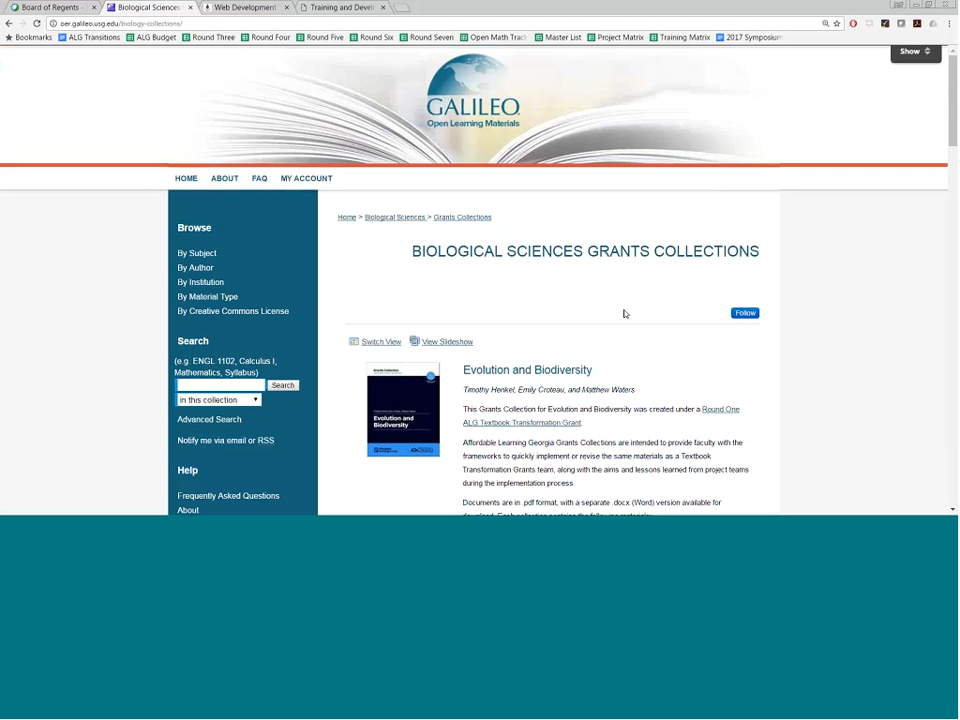 Board of Regents -
Biological Sciences
Web Development
Training and Devel
oer.galileo.usg.edu/biology-collections/
Bookmarks
ALG Transitions
ALG Budget
Round Three
Round Four
Round Five
Round Six
Round Seven
Open Math Track
Master List
Project Matrix
Training Matrix
2017 Symposium
Show
GALILEO
Open Learning Materials
HOME
ABOUT
FAQ
MY ACCOUNT
Browse
By Subject
By Author
By Institution
By Material Type
By Creative Commons License
Search
(e.g. ENGL 1102, Calculus I,
Mathematics, Syllabus)
Search
in this collection
Advanced Search
Notify me via email or RSS
Help
Frequently Asked Questions
About
Home > Biological Sciences > Grants Collections
BIOLOGICAL SCIENCES GRANTS COLLECTIONS
Follow
Switch View
View Slideshow
Grants Collection
Evolution and
Biodiversity
Evolution and Biodiversity
Timothy Henkel, Emily Croteau, and Matthew Waters
This Grants Collection for Evolution and Biodiversity was created under a Round One
ALG Textbook Transformation Grant.
Affordable Learning Georgia Grants Collections are intended to provide faculty with the
frameworks to quickly implement or revise the same materials as a Textbook
Transformation Grants team, along with the aims and lessons learned from project teams
during the implementation process.
Documents are in .pdf format, with a separate .docx (Word) version available for
download. Each collection contains the following materials: